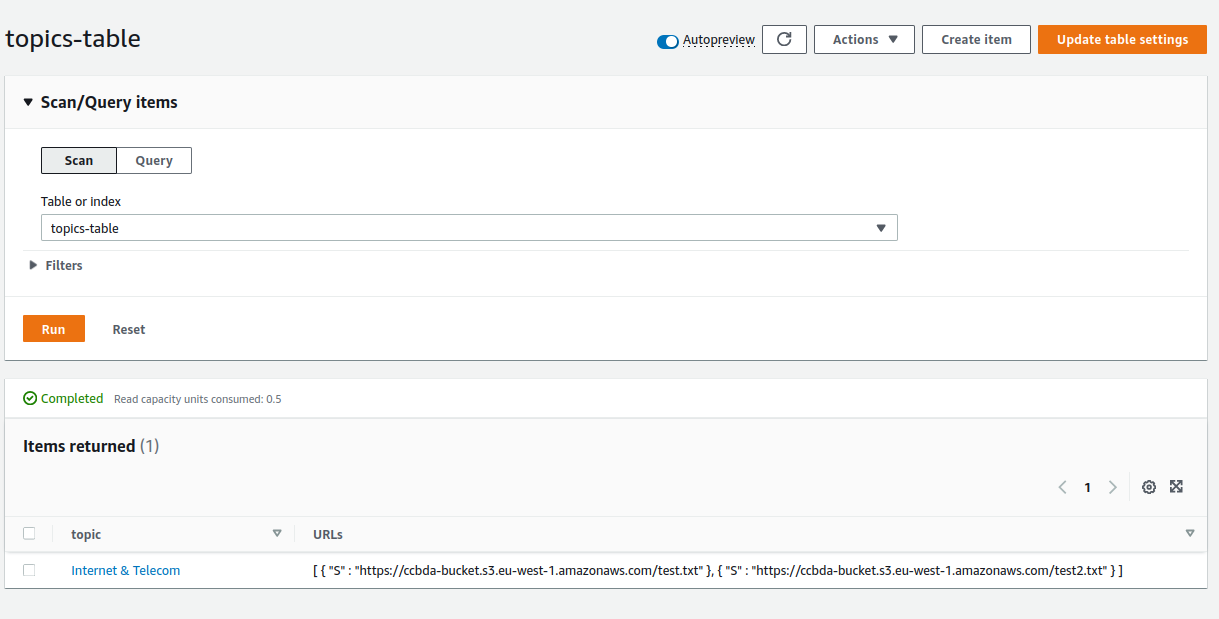 topics-table
Autopreview
Actions
Create item
Update table settings
Scan/Query items
Scan
Query
Table or index
topics-table
Filters
Run
Reset
Completed
Read capacity units consumed: 0.5
Items returned (1)
1
topic
URLs
Internet & Telecom
[ { "S" : "https://ccbda-bucket.s3.eu-west-1.amazonaws.com/test.txt" }, { "S" : "https://ccbda-bucket.s3.eu-west-1.amazonaws.com/test2.txt" } ]